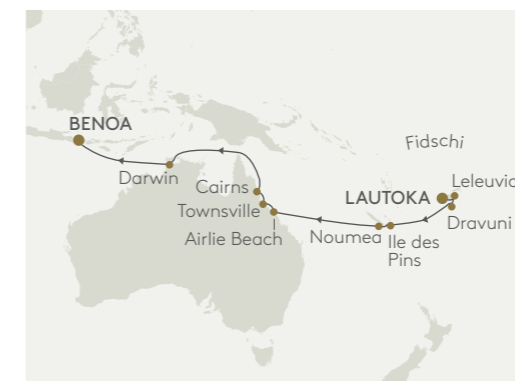 BENOA
Darwin
Cairns
Townsville
Airlie Beach
Noumea
Ile des
Pins
LAUTOKA
Fidschi
Leleuvia
Dravuni